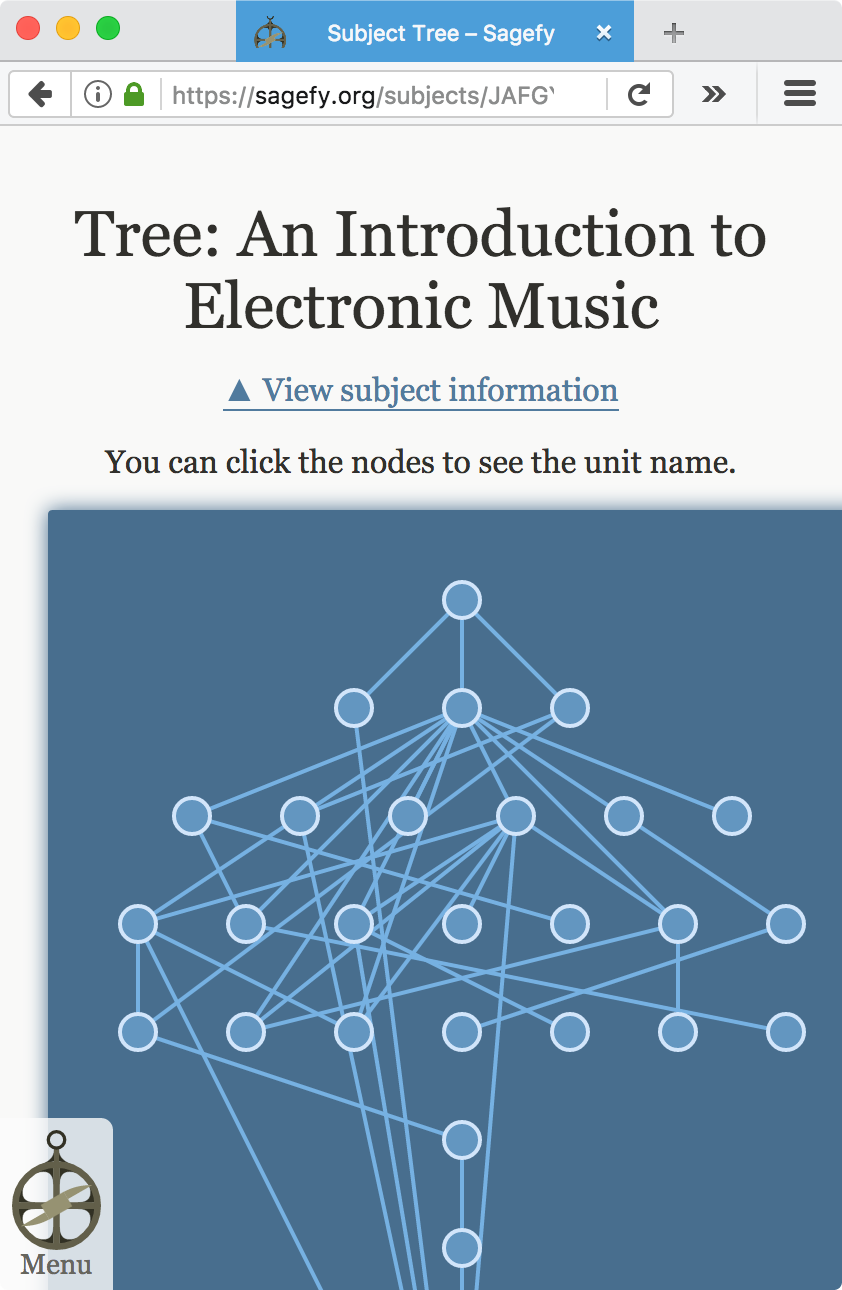 Subject Tree – Sagefy
https://sagefy.org/subjects/JAFG
Tree: An Introduction to
Electronic Music
▲ View subject information
You can click the nodes to see the unit name.
Menu